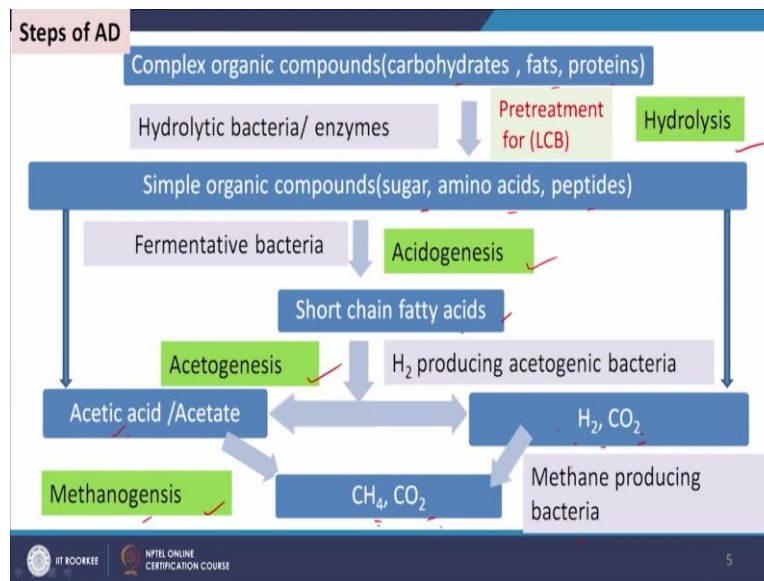 Steps of AD
Complex organic compounds(carbohydrates , fats, proteins)
Hydrolytic bacteria/ enzymes
Pretreatment
for (LCB)
Hydrolysis
Simple organic compounds(sugar, amino acids, peptides)
Fermentative bacteria
Acidogenesis
Short chain fatty acids
Acetogenesis
H₂ producing acetogenic bacteria
Acetic acid /Acetate
H₂, CO₂
Methanogensis
CH₄, CO₂
Methane producing
bacteria
IIT ROORKEE
NPTEL ONLINE
CERTIFICATION COURSE
5